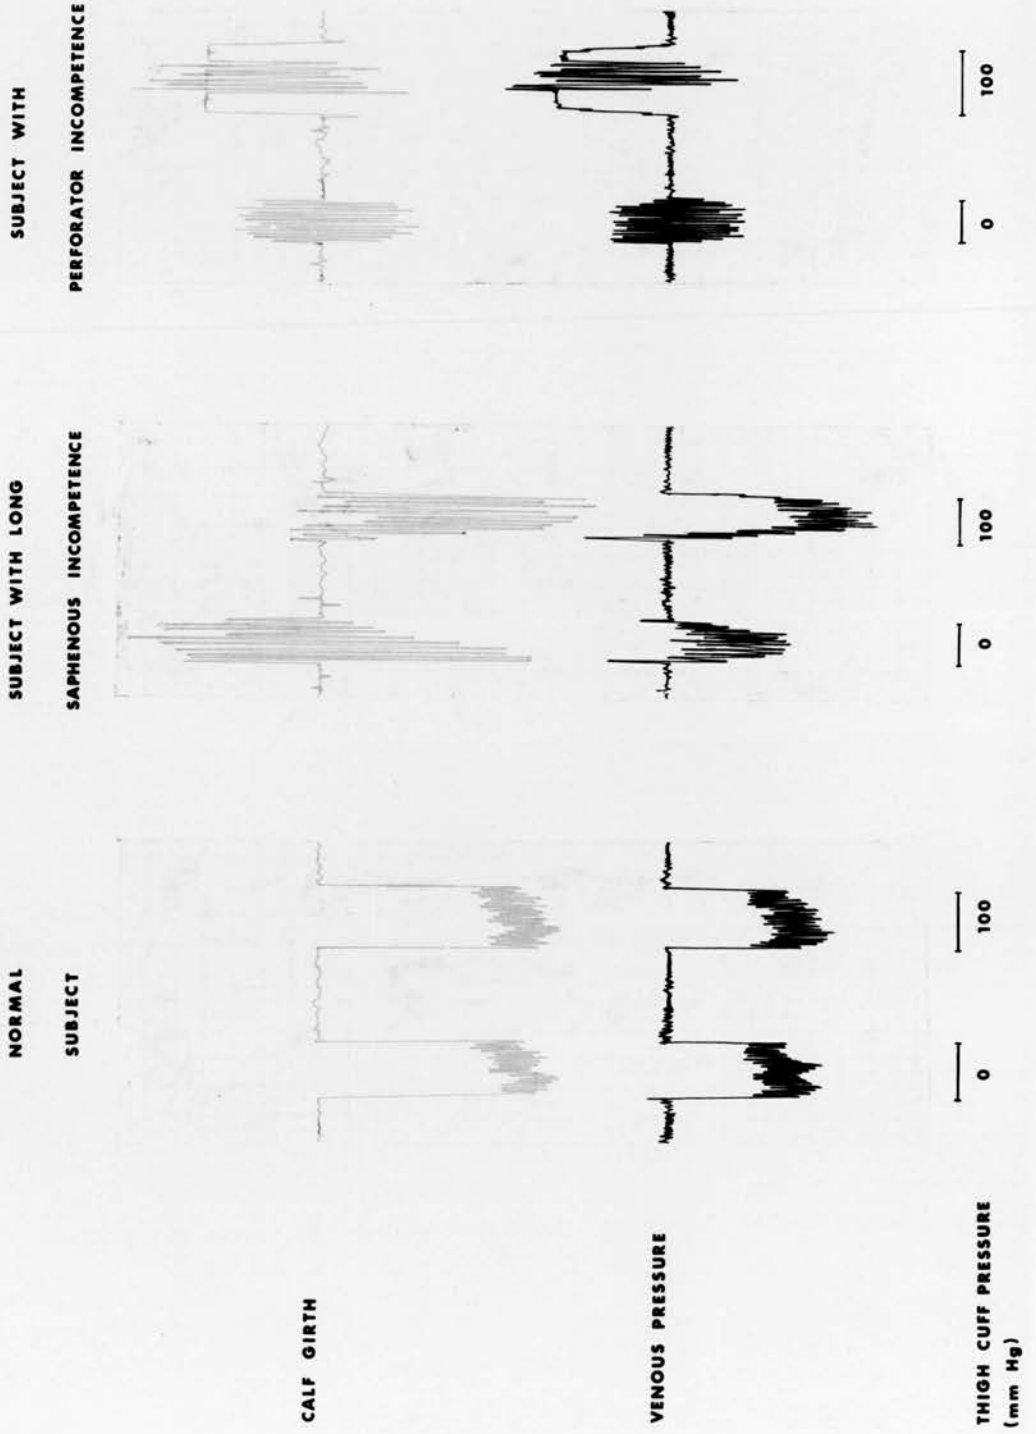 NORMAL
SUBJECT
SUBJECT WITH LONG
SAPHENOUS INCOMPETENCE
SUBJECT WITH
PERFORATOR INCOMPETENCE
CALF GIRTH
VENOUS PRESSURE
THIGH CUFF PRESSURE
(mm Hg)
0
100
0
100
0
100